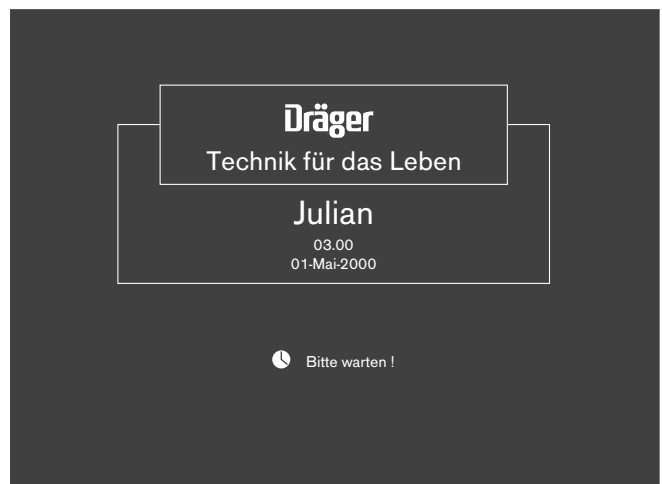 Dräger
Technik für das Leben
Julian
03.00
01-Mai-2000
Bitte warten !